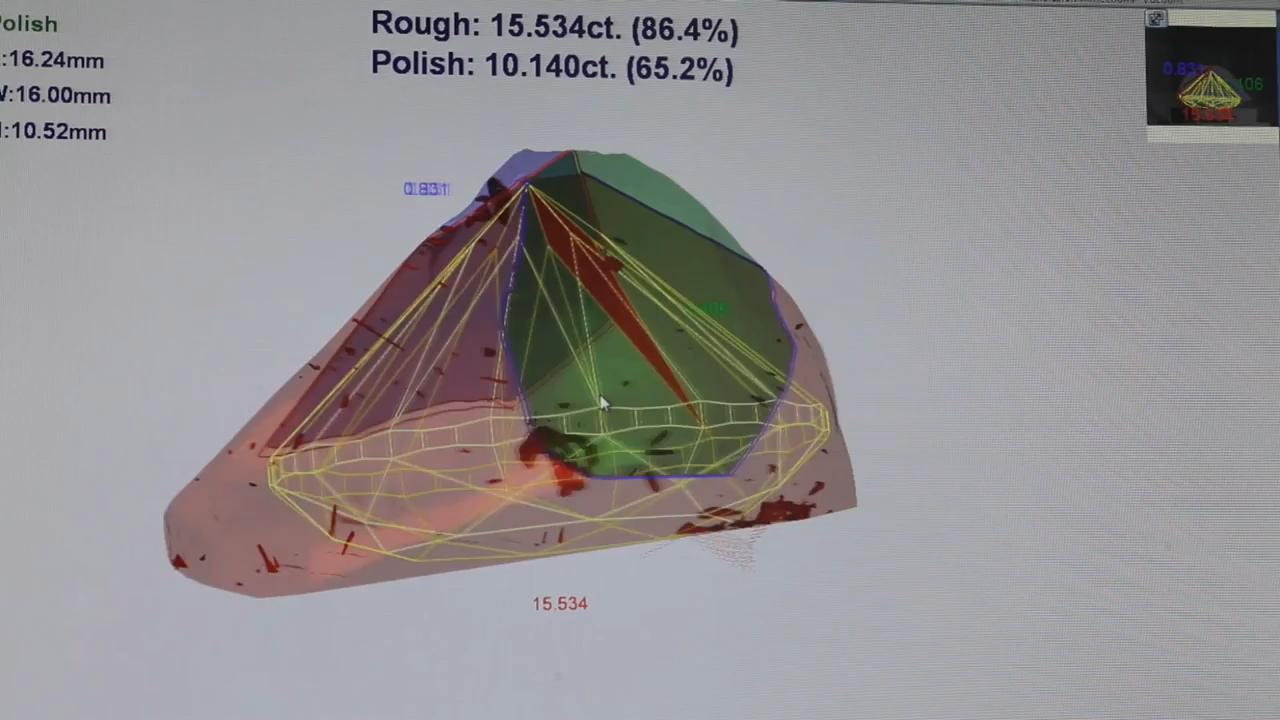 Polish
:16.24mm
W:16.00mm
:10.52mm
Rough: 15.534ct. (86.4%)
Polish: 10.140ct. (65.2%)
0.831
15.534